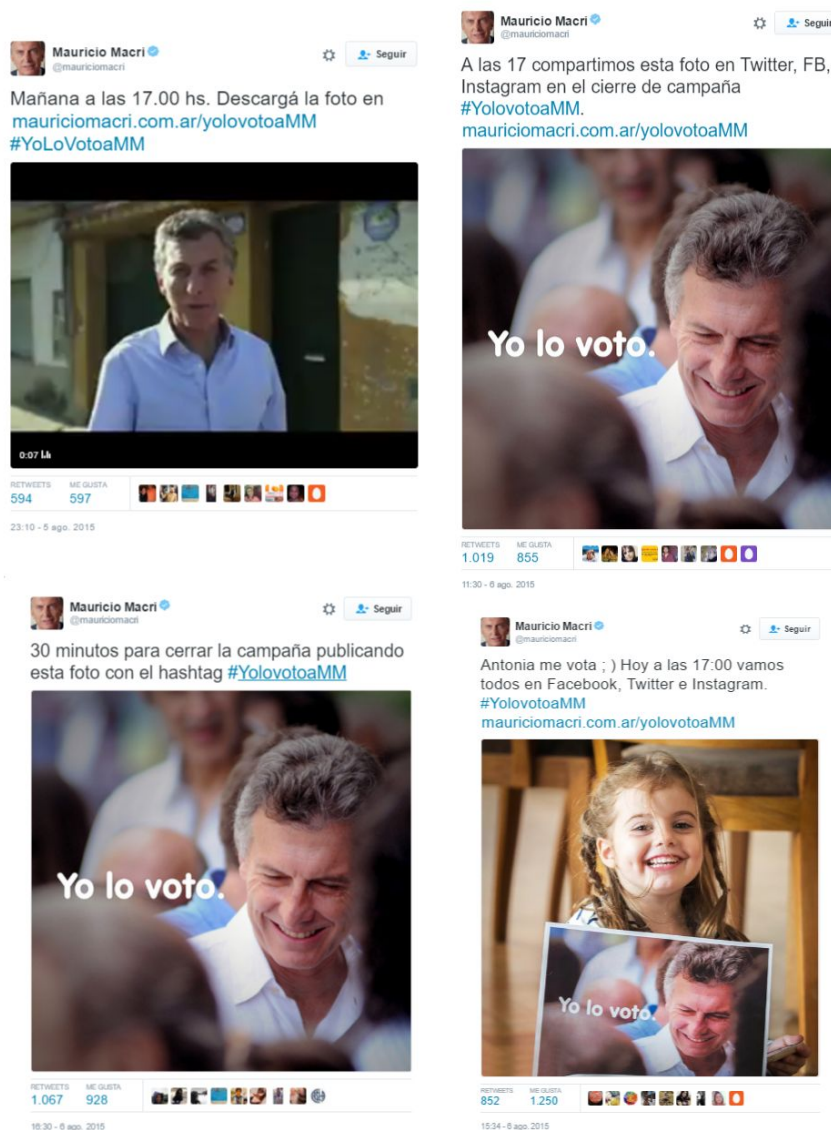 Mauricio Macri
@mauriciomacri
Seguir
Mañana a las 17.00 hs. Descargá la foto en
mauriciomacri.com.ar/yolovotoaMM
#YoLoVotoaMM
0:07
RETWEETS ME GUSTA
594 597
23:10 - 5 ago. 2015
Mauricio Macri
@mauriciomacri
Seguir
A las 17 compartimos esta foto en Twitter, FB,
Instagram en el cierre de campaña
#YolovotoaMM.
mauriciomacri.com.ar/yolovotoaMM
Yo lo voto.
RETWEETS ME GUSTA
1.019 855
11:30 - 6 ago. 2015
Mauricio Macri
@mauriciomacri
Seguir
30 minutos para cerrar la campaña publicando
esta foto con el hashtag #YolovotoaMM
Yo lo voto.
RETWEETS ME GUSTA
1.067 928
16:30 - 6 ago. 2015
Mauricio Macri
@mauriciomacri
Seguir
Antonia me vota ; ) Hoy a las 17:00 vamos
todos en Facebook, Twitter e Instagram.
#YolovotoaMM
mauriciomacri.com.ar/yolovotoaMM
Yo lo voto.
RETWEETS ME GUSTA
852 1.250
15:34 - 6 ago. 2015